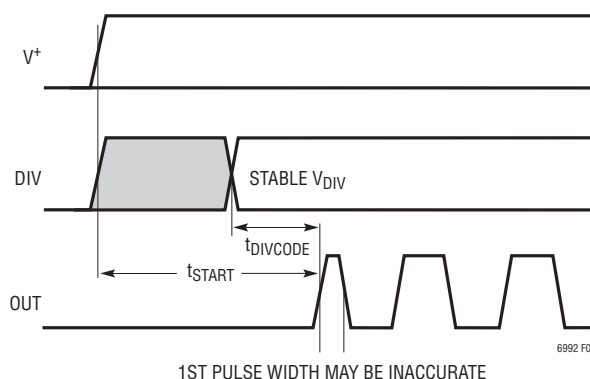 V+
DIV
STABLE VDIV
tDIVCODE
tSTART
OUT
6992 F0
1ST PULSE WIDTH MAY BE INACCURATE